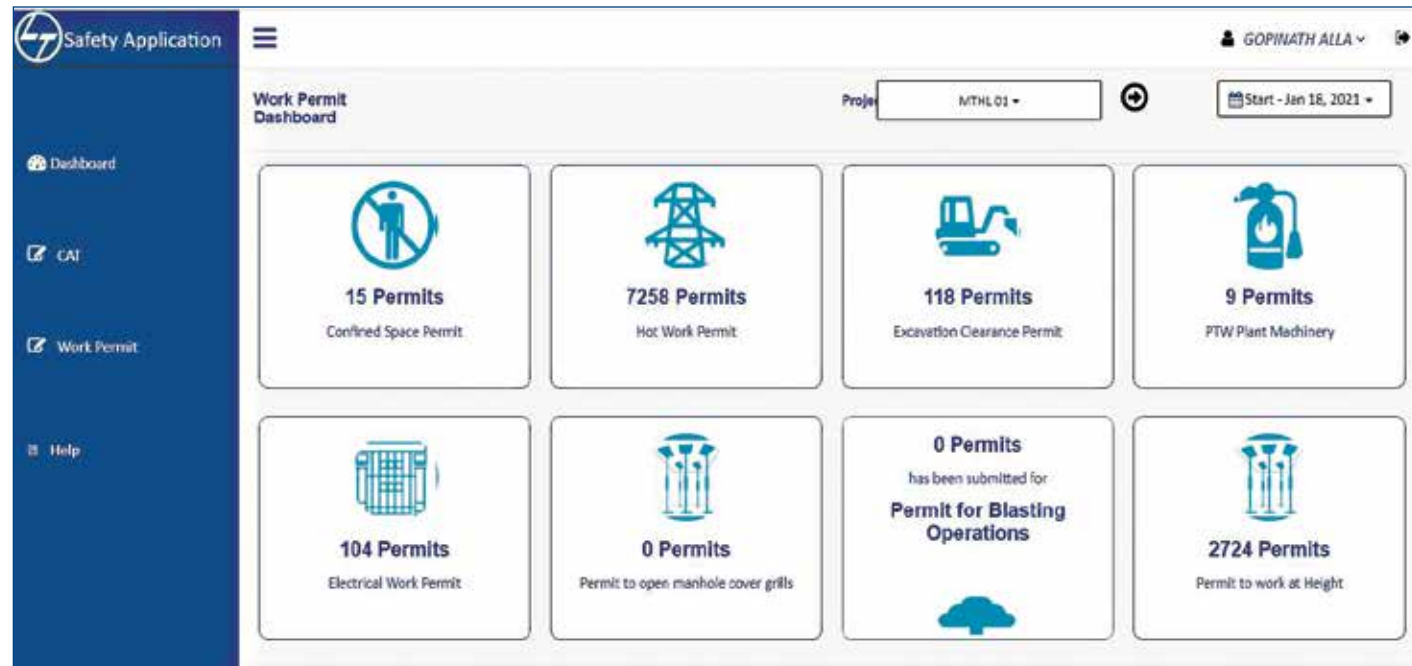 LT Safety Application
GOPINATH ALLA
Work Permit
Dashboard
Proje
MTHL 01
Start - Jan 18, 2021
Dashboard
CAT
Work Permit
Help
15 Permits
Confined Space Permit
7258 Permits
Hot Work Permit
118 Permits
Excavation Clearance Permit
9 Permits
PTW Plant Machinery
104 Permits
Electrical Work Permit
0 Permits
Permit to open manhole cover grills
0 Permits
has been submitted for
Permit for Blasting
Operations
2724 Permits
Permit to work at Height